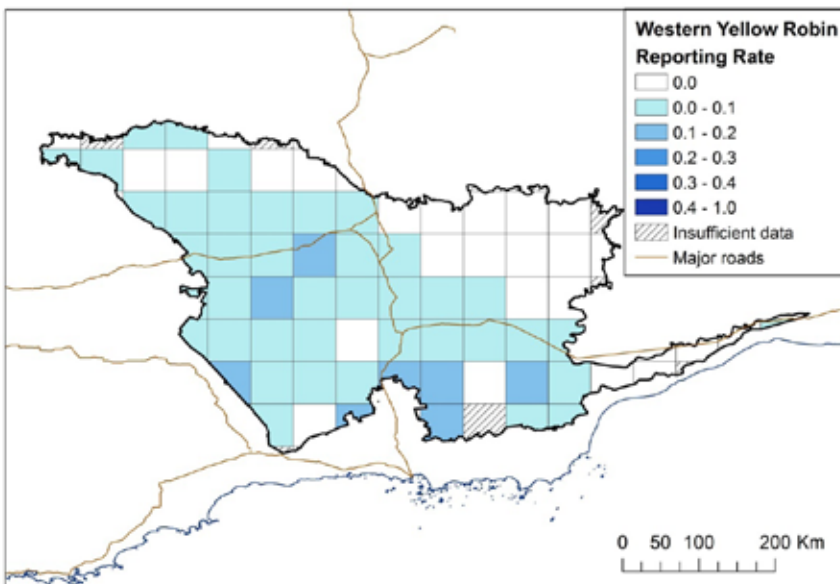 Western Yellow Robin
Reporting Rate
0.0
0.0 - 0.1
0.1 - 0.2
0.2 - 0.3
0.3 - 0.4
0.4 - 1.0
Insufficient data
Major roads
0 50 100 200 Km